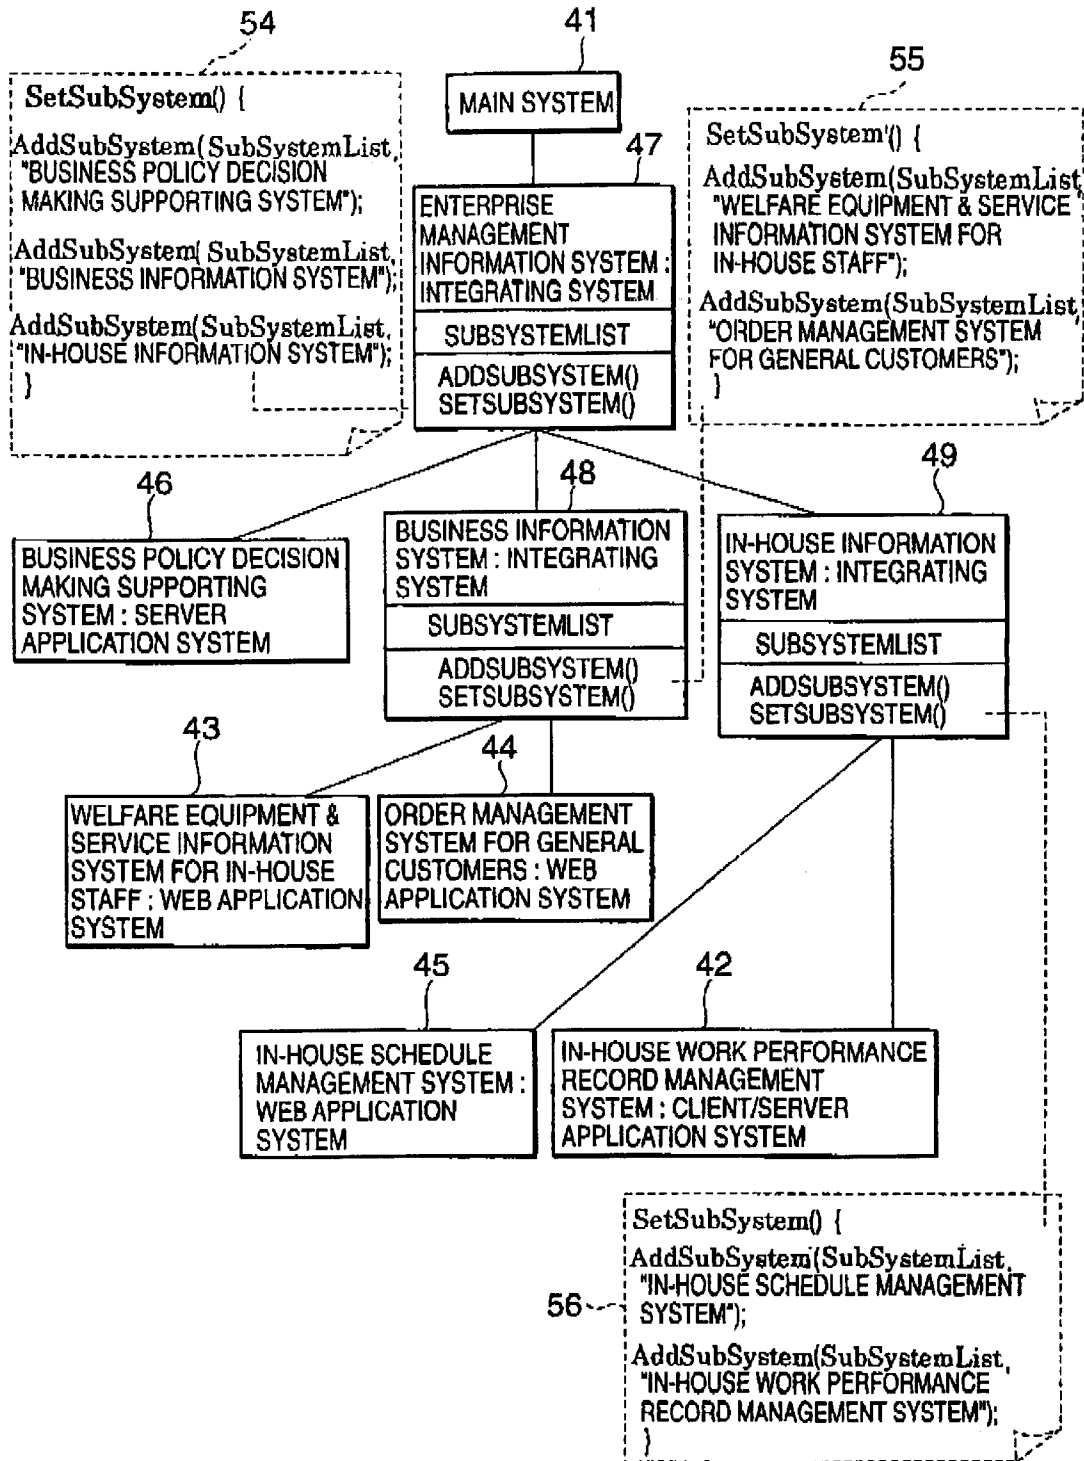 54
SetSubSystem() {
AddSubSystem(SubSystemList,
"BUSINESS POLICY DECISION
MAKING SUPPORTING SYSTEM");
AddSubSystem( SubSystemList,
"BUSINESS INFORMATION SYSTEM");
AddSubSystem(SubSystemList,
"IN-HOUSE INFORMATION SYSTEM");
}
41
MAIN SYSTEM
47
ENTERPRISE
MANAGEMENT
INFORMATION SYSTEM :
INTEGRATING SYSTEM
SUBSYSTEMLIST
ADDSUBSYSTEM()
SETSUBSYSTEM()
55
SetSubSystem'() {
AddSubSystem(SubSystemList,
"WELFARE EQUIPMENT & SERVICE
INFORMATION SYSTEM FOR
IN-HOUSE STAFF");
AddSubSystem(SubSystemList,
"ORDER MANAGEMENT SYSTEM
FOR GENERAL CUSTOMERS");
}
46
BUSINESS POLICY DECISION
MAKING SUPPORTING
SYSTEM : SERVER
APPLICATION SYSTEM
48
BUSINESS INFORMATION
SYSTEM : INTEGRATING
SYSTEM
SUBSYSTEMLIST
ADDSUBSYSTEM()
SETSUBSYSTEM()
49
IN-HOUSE INFORMATION
SYSTEM : INTEGRATING
SYSTEM
SUBSYSTEMLIST
ADDSUBSYSTEM()
SETSUBSYSTEM()
43
WELFARE EQUIPMENT &
SERVICE INFORMATION
SYSTEM FOR IN-HOUSE
STAFF : WEB APPLICATION
SYSTEM
44
ORDER MANAGEMENT
SYSTEM FOR GENERAL
CUSTOMERS : WEB
APPLICATION SYSTEM
45
IN-HOUSE SCHEDULE
MANAGEMENT SYSTEM :
WEB APPLICATION
SYSTEM
42
IN-HOUSE WORK PERFORMANCE
RECORD MANAGEMENT
SYSTEM : CLIENT/SERVER
APPLICATION SYSTEM
56
SetSubSystem() {
AddSubSystem(SubSystemList,
"IN-HOUSE SCHEDULE MANAGEMENT
SYSTEM");
AddSubSystem(SubSystemList,
"IN-HOUSE WORK PERFORMANCE
RECORD MANAGEMENT SYSTEM");
}